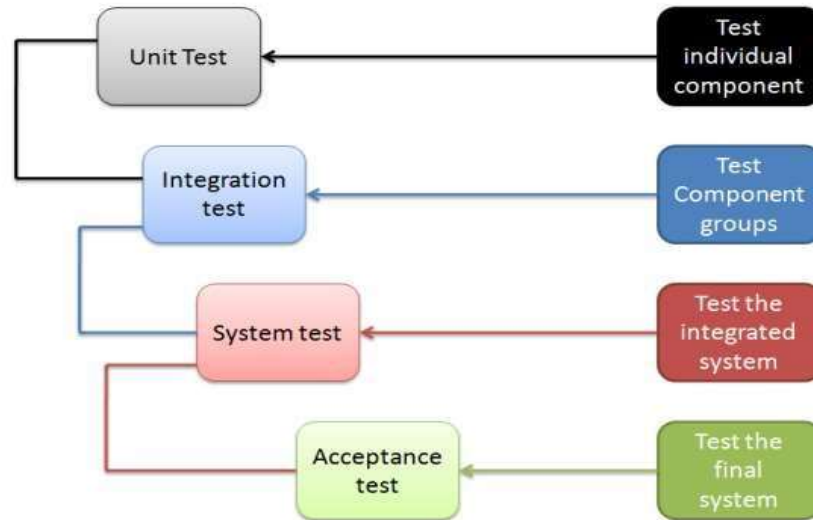 Unit Test
Test
individual
component
Integration
test
Test
Component
groups
System test
Test the
integrated
system
Acceptance
test
Test the
final
system